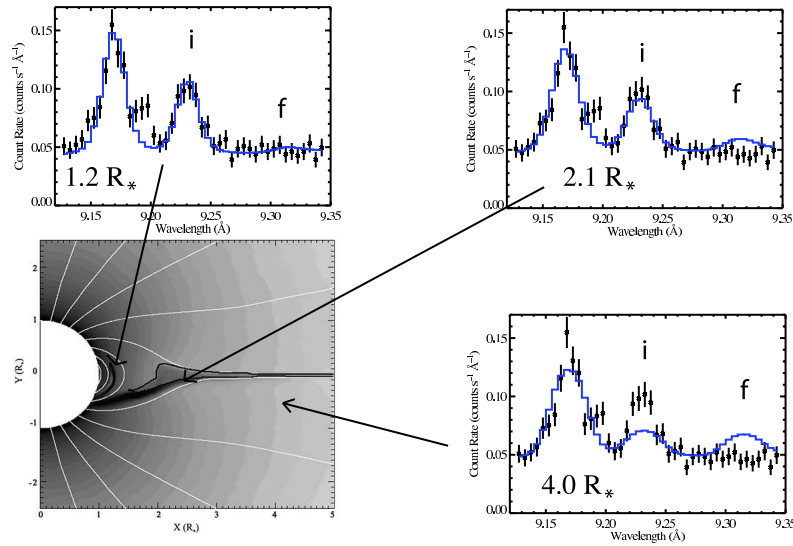 0.15
0.10
0.05
0.00
Count Rate (counts s⁻¹ Å⁻¹)
i
f
1.2 R*
9.15 9.20 9.25 9.30 9.35
Wavelength (Å)
0.15
0.10
0.05
0.00
Count Rate (counts s⁻¹ Å⁻¹)
i
f
2.1 R*
9.15 9.20 9.25 9.30 9.35
Wavelength (Å)
2
1
0
-1
-2
Y (R*)
0 1 2 3 4 5
X (R*)
0.15
0.10
0.05
0.00
Count Rate (counts s⁻¹ Å⁻¹)
i
f
4.0 R*
9.15 9.20 9.25 9.30 9.35
Wavelength (Å)